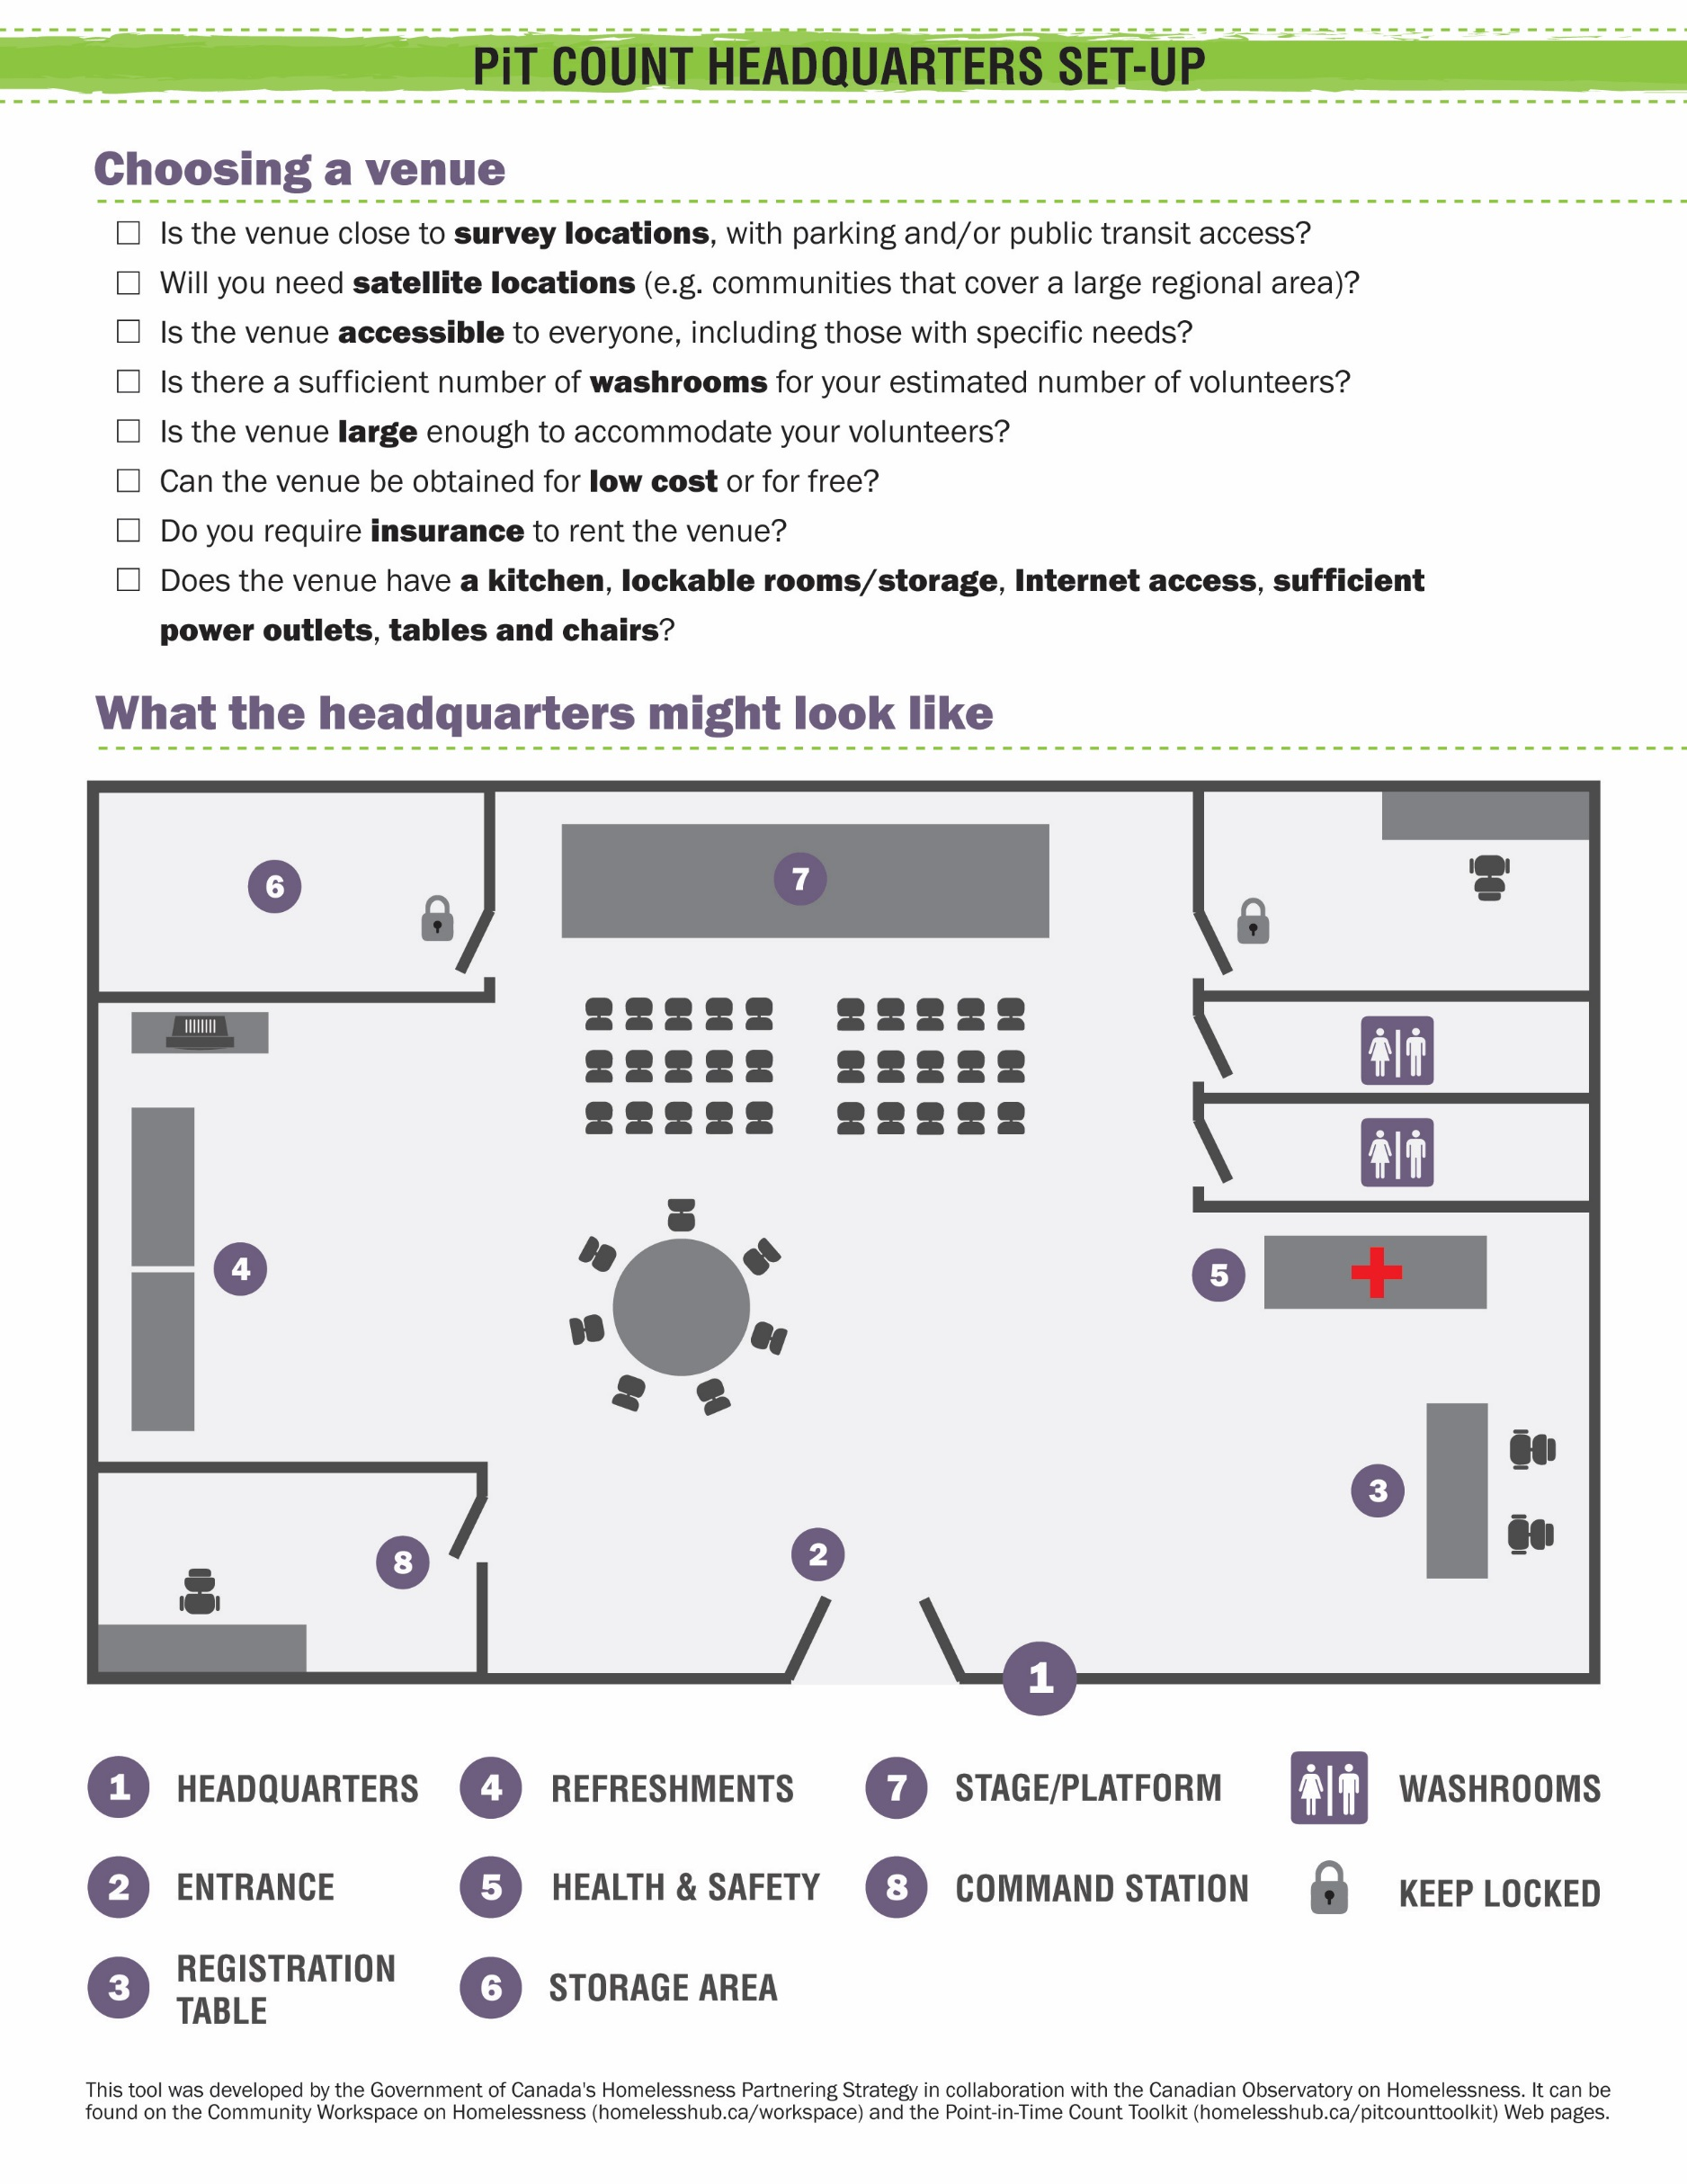 PiT COUNT HEADQUARTERS SET-UP
Choosing a venue
☐ Is the venue close to survey locations, with parking and/or public transit access?
☐ Will you need satellite locations (e.g. communities that cover a large regional area)?
☐ Is the venue accessible to everyone, including those with specific needs?
☐ Is there a sufficient number of washrooms for your estimated number of volunteers?
☐ Is the venue large enough to accommodate your volunteers?
☐ Can the venue be obtained for low cost or for free?
☐ Do you require insurance to rent the venue?
☐ Does the venue have a kitchen, lockable rooms/storage, Internet access, sufficient
power outlets, tables and chairs?
What the headquarters might look like
6
7
4
5
3
8
2
1
1 HEADQUARTERS
2 ENTRANCE
3 REGISTRATION
TABLE
4 REFRESHMENTS
5 HEALTH & SAFETY
6 STORAGE AREA
7 STAGE/PLATFORM
8 COMMAND STATION
WASHROOMS
KEEP LOCKED
This tool was developed by the Government of Canada's Homelessness Partnering Strategy in collaboration with the Canadian Observatory on Homelessness. It can be
found on the Community Workspace on Homelessness (homelesshub.ca/workspace) and the Point-in-Time Count Toolkit (homelesshub.ca/pitcounttoolkit) Web pages.